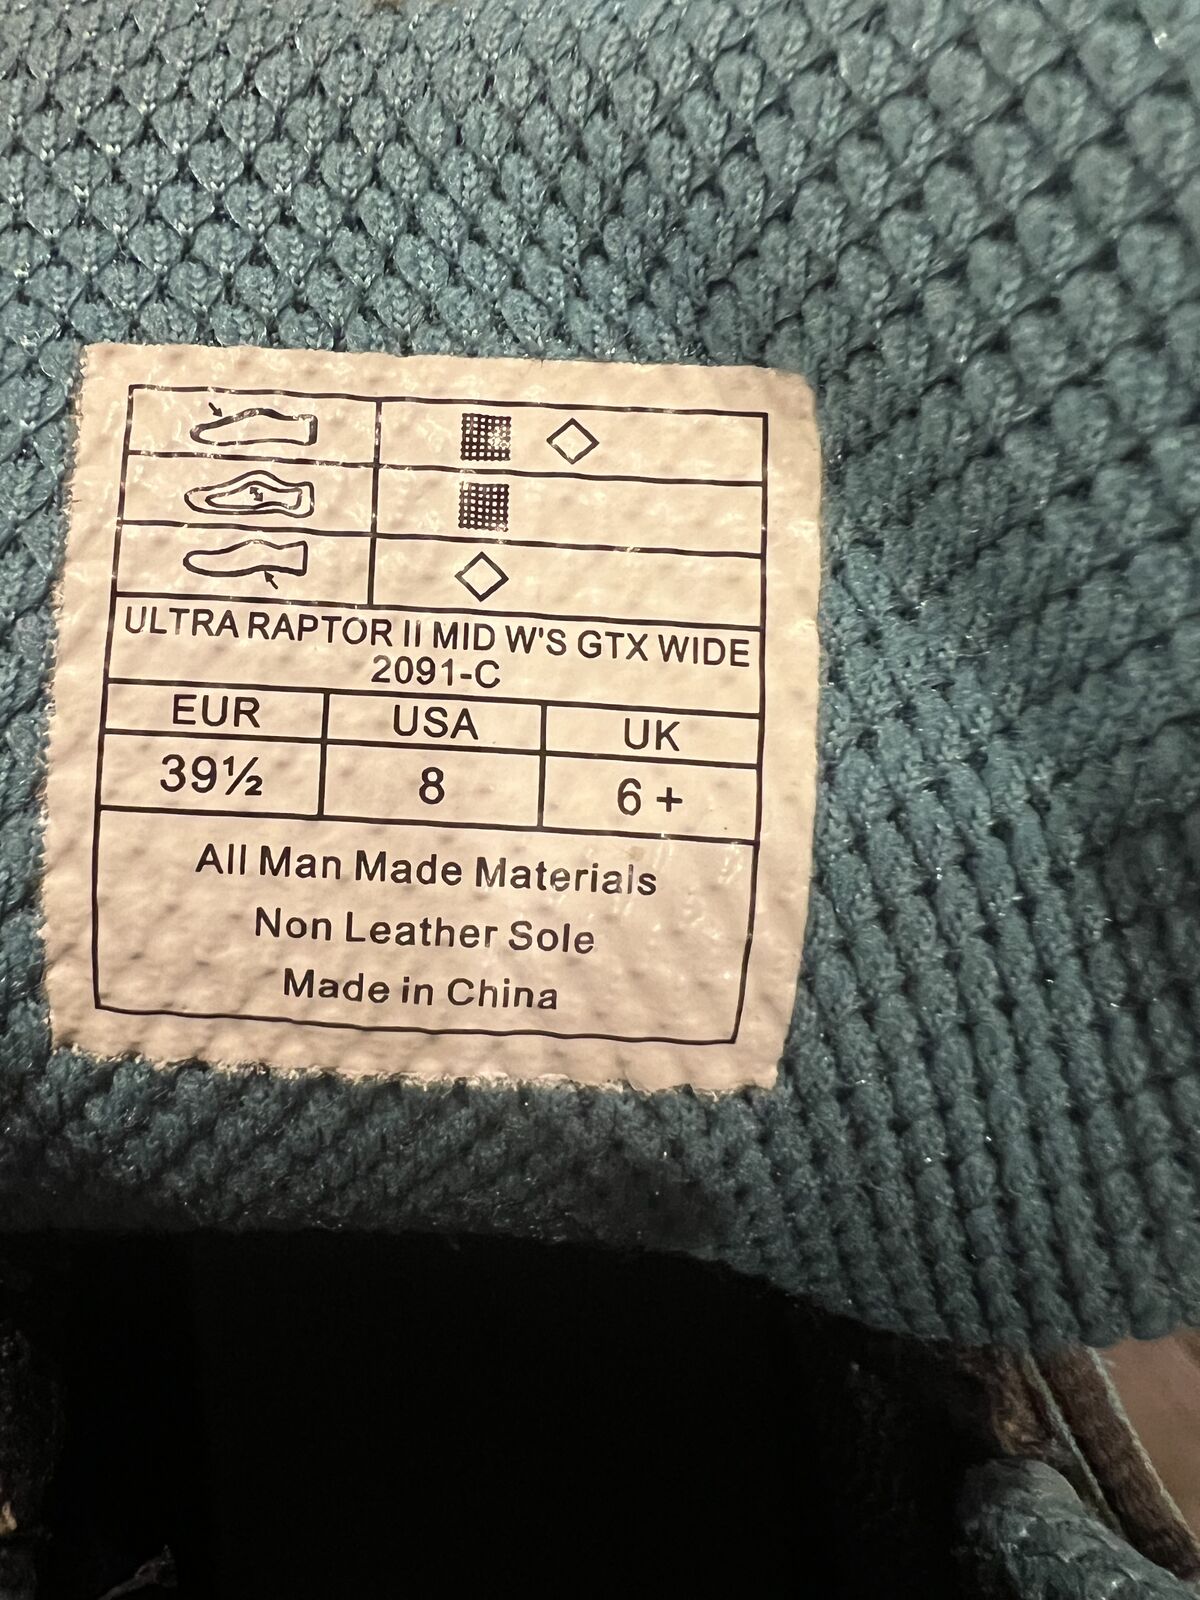 ULTRA RAPTOR II MID W'S GTX WIDE
2091-C
EUR USA UK
39½ 8 6 +
All Man Made Materials
Non Leather Sole
Made in China